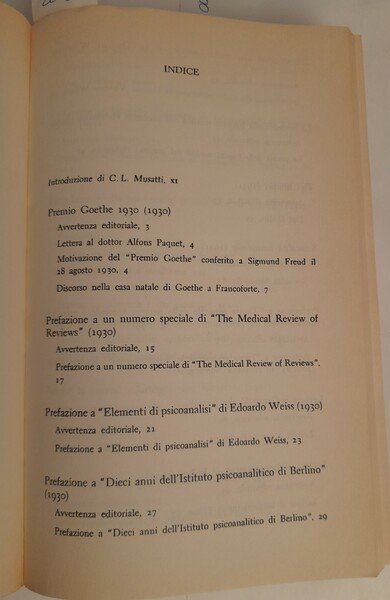 INDICE
Introduzione di C. L. Musatti, XI
Premio Goethe 1930 (1930)
Avvertenza editoriale, 3
Lettera al dottor Alfons Paquet, 4
Motivazione del "Premio Goethe" conferito a Sigmund Freud il
28 agosto 1930, 4
Discorso nella casa natale di Goethe a Francoforte, 7
Prefazione a un numero speciale di "The Medical Review of
Reviews" (1930)
Avvertenza editoriale, 15
Prefazione a un numero speciale di "The Medical Review of Reviews",
17
Prefazione a "Elementi di psicoanalisi" di Edoardo Weiss (1930)
Avvertenza editoriale, 21
Prefazione a "Elementi di psicoanalisi" di Edoardo Weiss, 23
Prefazione a "Dieci anni dell'Istituto psicoanalitico di Berlino"
(1930)
Avvertenza editoriale, 27
Prefazione a "Dieci anni dell'Istituto psicoanalitico di Berlino", 29